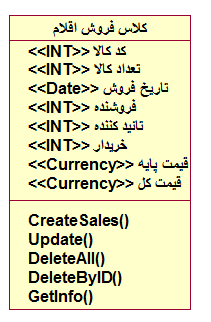 کلاس فروش اقلام
کد کالا <<INT>>
تعداد کالا <<INT>>
تاریخ فروش <<Date>>
فروشنده <<INT>>
تائید کننده <<INT>>
خریدار <<INT>>
قیمت پایه <<Currency>>
قیمت کل <<Currency>>
CreateSales()
Update()
DeleteAll()
DeleteByID()
GetInfo()